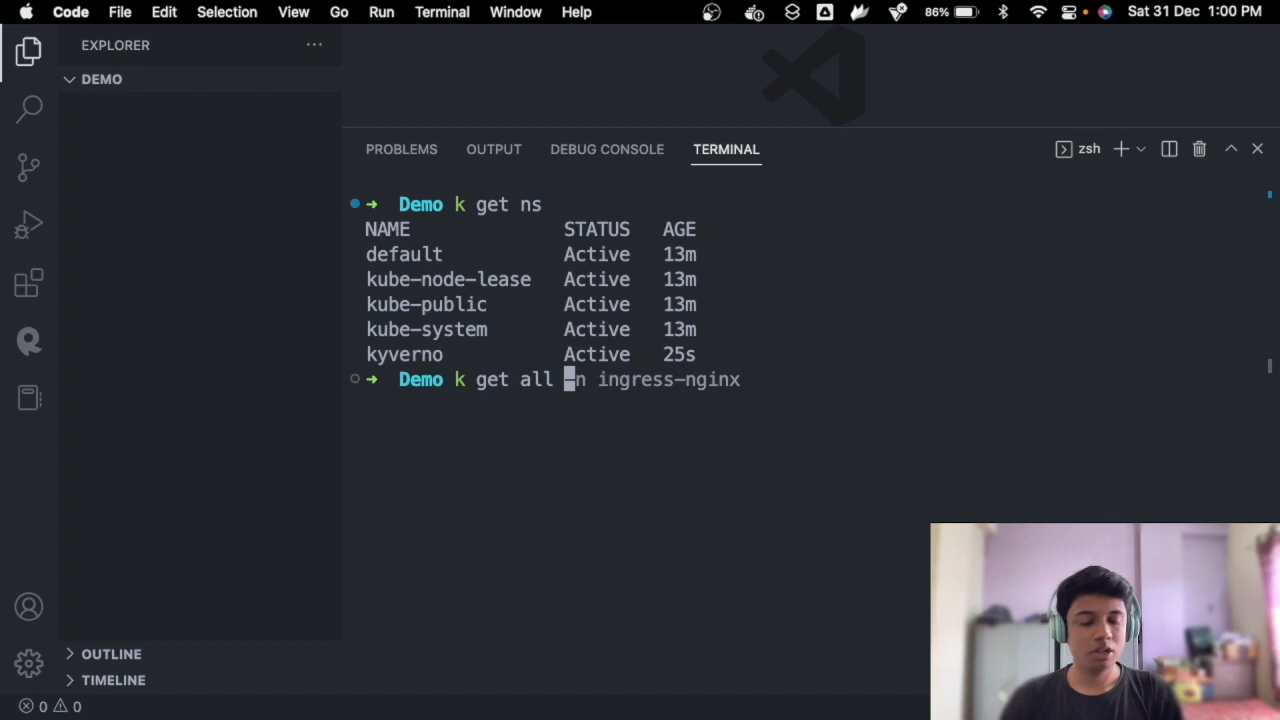 Code File Edit Selection View Go Run Terminal Window Help 86% Sat 31 Dec 1:00 PM
EXPLORER ···
DEMO
PROBLEMS OUTPUT DEBUG CONSOLE TERMINAL zsh
➜ Demo k get ns
NAME STATUS AGE
default Active 13m
kube-node-lease Active 13m
kube-public Active 13m
kube-system Active 13m
kyverno Active 25s
➜ Demo k get all -n ingress-nginx
OUTLINE
TIMELINE
0 0